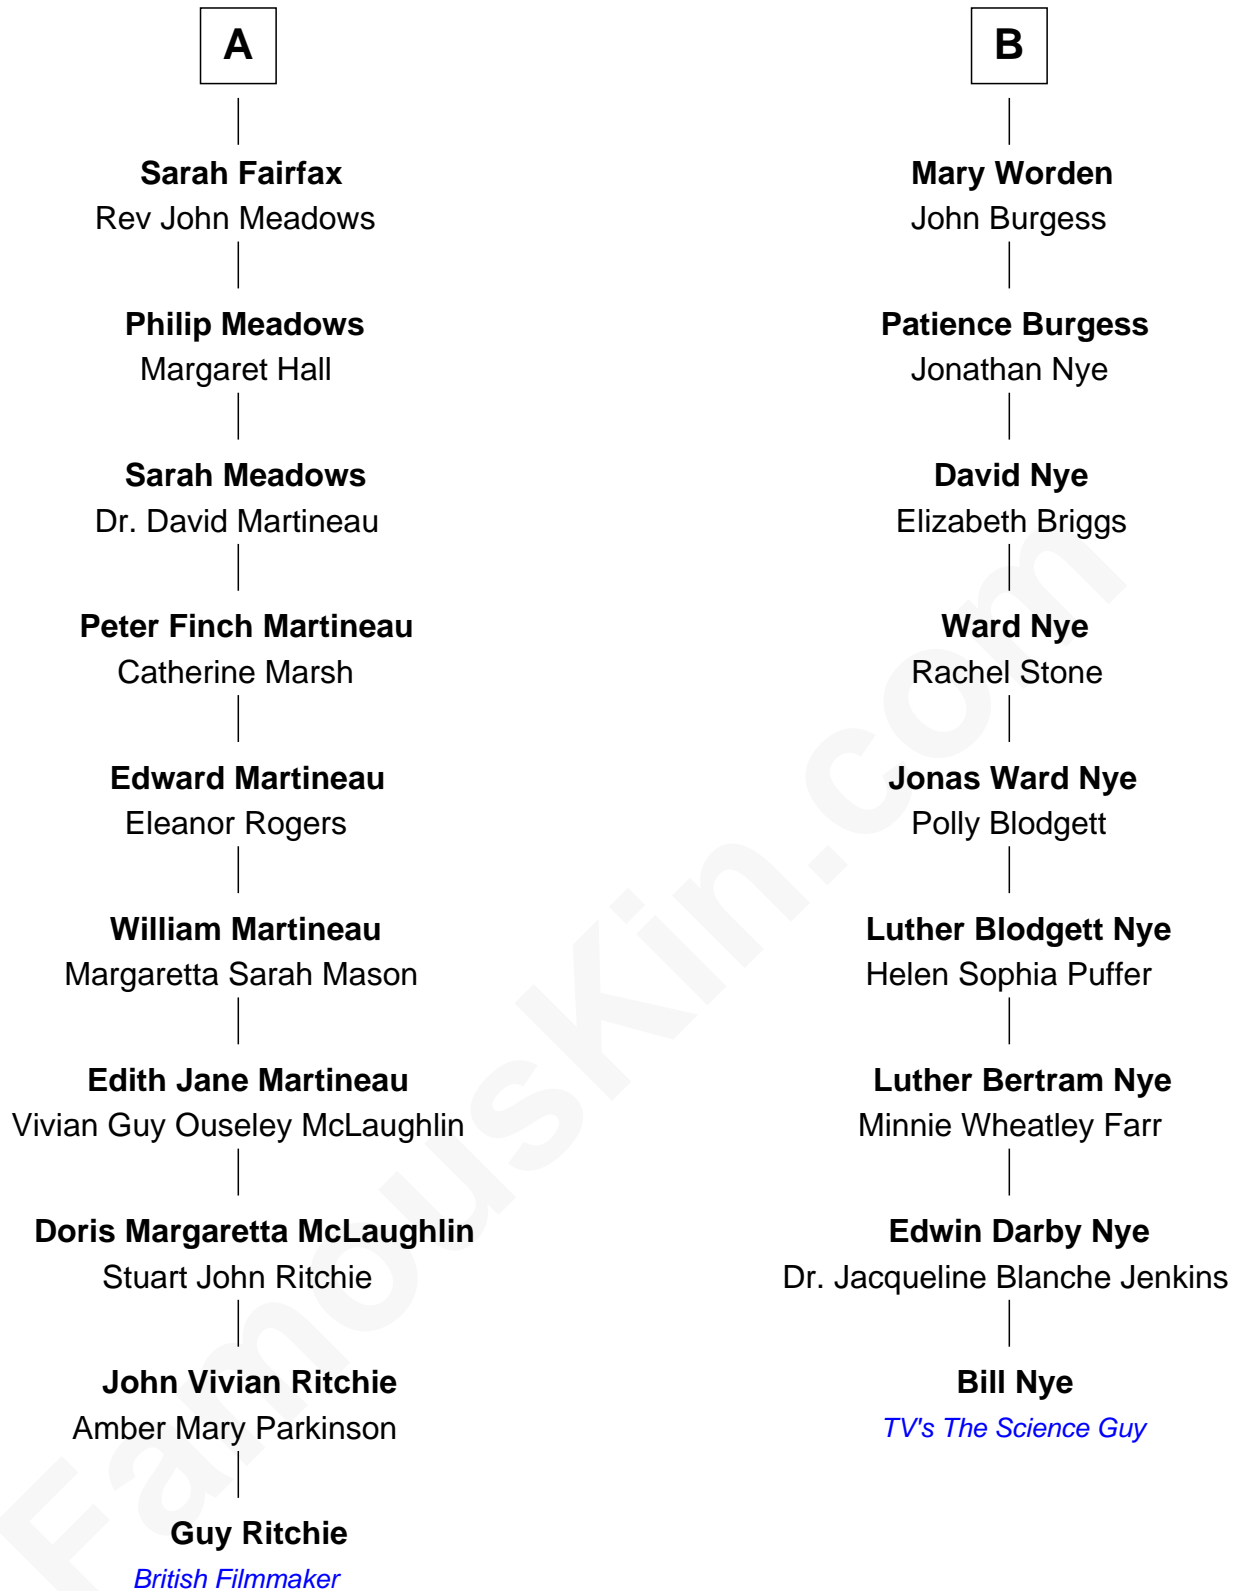 A
Sarah Fairfax
Rev John Meadows
Philip Meadows
Margaret Hall
Sarah Meadows
Dr. David Martineau
Peter Finch Martineau
Catherine Marsh
Edward Martineau
Eleanor Rogers
William Martineau
Margaretta Sarah Mason
Edith Jane Martineau
Vivian Guy Ouseley McLaughlin
Doris Margaretta McLaughlin
Stuart John Ritchie
John Vivian Ritchie
Amber Mary Parkinson
Guy Ritchie
British Filmmaker
B
Mary Worden
John Burgess
Patience Burgess
Jonathan Nye
David Nye
Elizabeth Briggs
Ward Nye
Rachel Stone
Jonas Ward Nye
Polly Blodgett
Luther Blodgett Nye
Helen Sophia Puffer
Luther Bertram Nye
Minnie Wheatley Farr
Edwin Darby Nye
Dr. Jacqueline Blanche Jenkins
Bill Nye
TV's The Science Guy
FamousKin.com